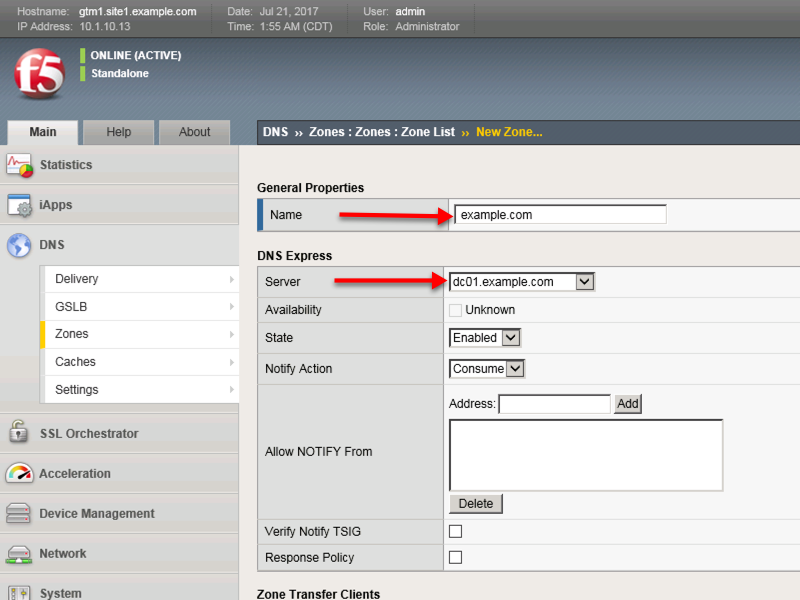 Hostname: gtm1.site1.example.com Date: Jul 21, 2017 User: admin
IP Address: 10.1.10.13 Time: 1:55 AM (CDT) Role: Administrator
f5
ONLINE (ACTIVE)
Standalone
Main Help About
DNS ›› Zones : Zones : Zone List ›› New Zone...
Statistics
iApps
DNS
Delivery
GSLB
Zones
Caches
Settings
SSL Orchestrator
Acceleration
Device Management
Network
System
General Properties
Name example.com
DNS Express
Server dc01.example.com
Availability Unknown
State Enabled
Notify Action Consume
Allow NOTIFY From
Address: Add
Delete
Verify Notify TSIG
Response Policy
Zone Transfer Clients